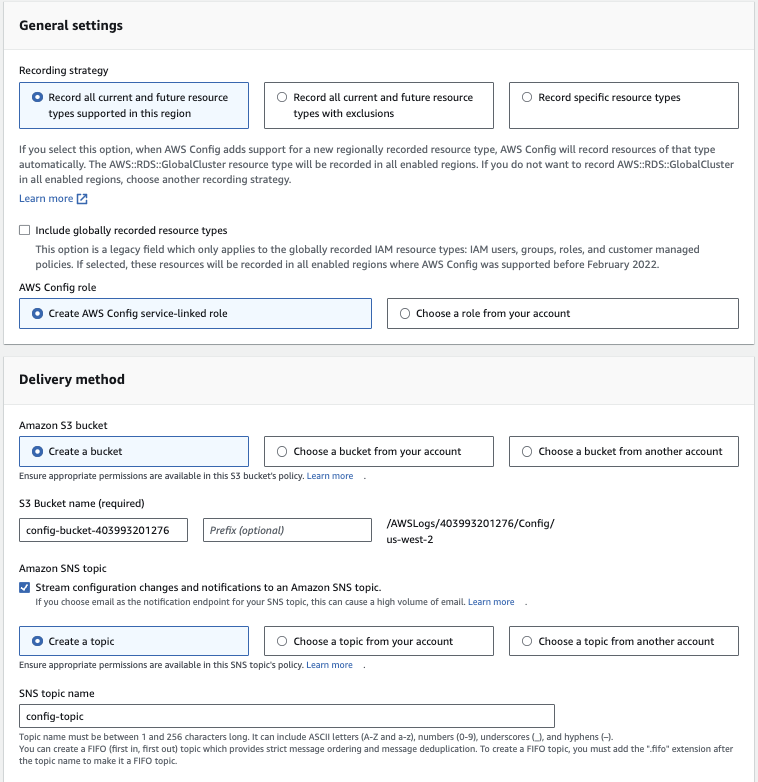 General settings
Recording strategy
Record all current and future resource
types supported in this region
Record all current and future resource
types with exclusions
Record specific resource types
If you select this option, when AWS Config adds support for a new regionally recorded resource type, AWS Config will record resources of that type
automatically. The AWS::RDS::GlobalCluster resource type will be recorded in all enabled regions. If you do not want to record AWS::RDS::GlobalCluster
in all enabled regions, choose another recording strategy.
Learn more
Include globally recorded resource types
This option is a legacy field which only applies to the globally recorded IAM resource types: IAM users, groups, roles, and customer managed
policies. If selected, these resources will be recorded in all enabled regions where AWS Config was supported before February 2022.
AWS Config role
Create AWS Config service-linked role
Choose a role from your account
Delivery method
Amazon S3 bucket
Create a bucket
Choose a bucket from your account
Choose a bucket from another account
Ensure appropriate permissions are available in this S3 bucket's policy. Learn more .
S3 Bucket name (required)
config-bucket-403993201276
Prefix (optional)
/AWSLogs/403993201276/Config/
us-west-2
Amazon SNS topic
Stream configuration changes and notifications to an Amazon SNS topic.
If you choose email as the notification endpoint for your SNS topic, this can cause a high volume of email. Learn more .
Create a topic
Choose a topic from your account
Choose a topic from another account
Ensure appropriate permissions are available in this SNS topic's policy. Learn more .
SNS topic name
config-topic
Topic name must be between 1 and 256 characters long. It can include ASCII letters (A-Z and a-z), numbers (0-9), underscores (_), and hyphens (–).
You can create a FIFO (first in, first out) topic which provides strict message ordering and message deduplication. To create a FIFO topic, you must add the ".fifo" extension after
the topic name to make it a FIFO topic.